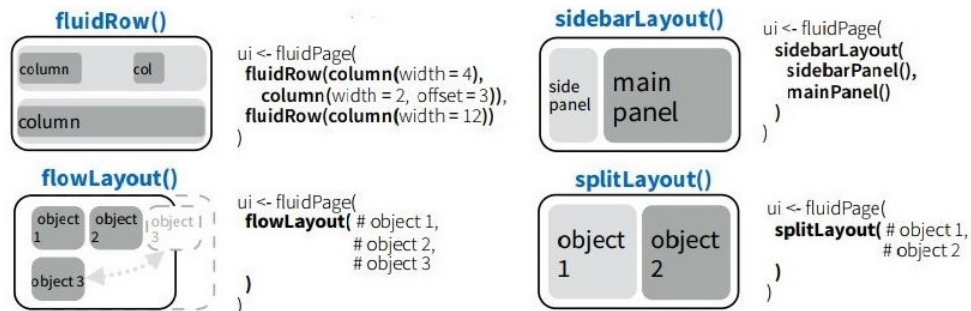 fluidRow()
column
col
column
ui <- fluidPage(
fluidRow(column(width = 4),
column(width = 2, offset = 3)),
fluidRow(column(width = 12))
)
sidebarLayout()
side
panel
main
panel
ui <- fluidPage(
sidebarLayout(
sidebarPanel(),
mainPanel()
)
)
flowLayout()
object
1
object
2
object
3
object 3
ui <- fluidPage(
flowLayout( # object 1,
# object 2,
# object 3
)
)
splitLayout()
object
1
object
2
ui <- fluidPage(
splitLayout( # object 1,
# object 2
)
)